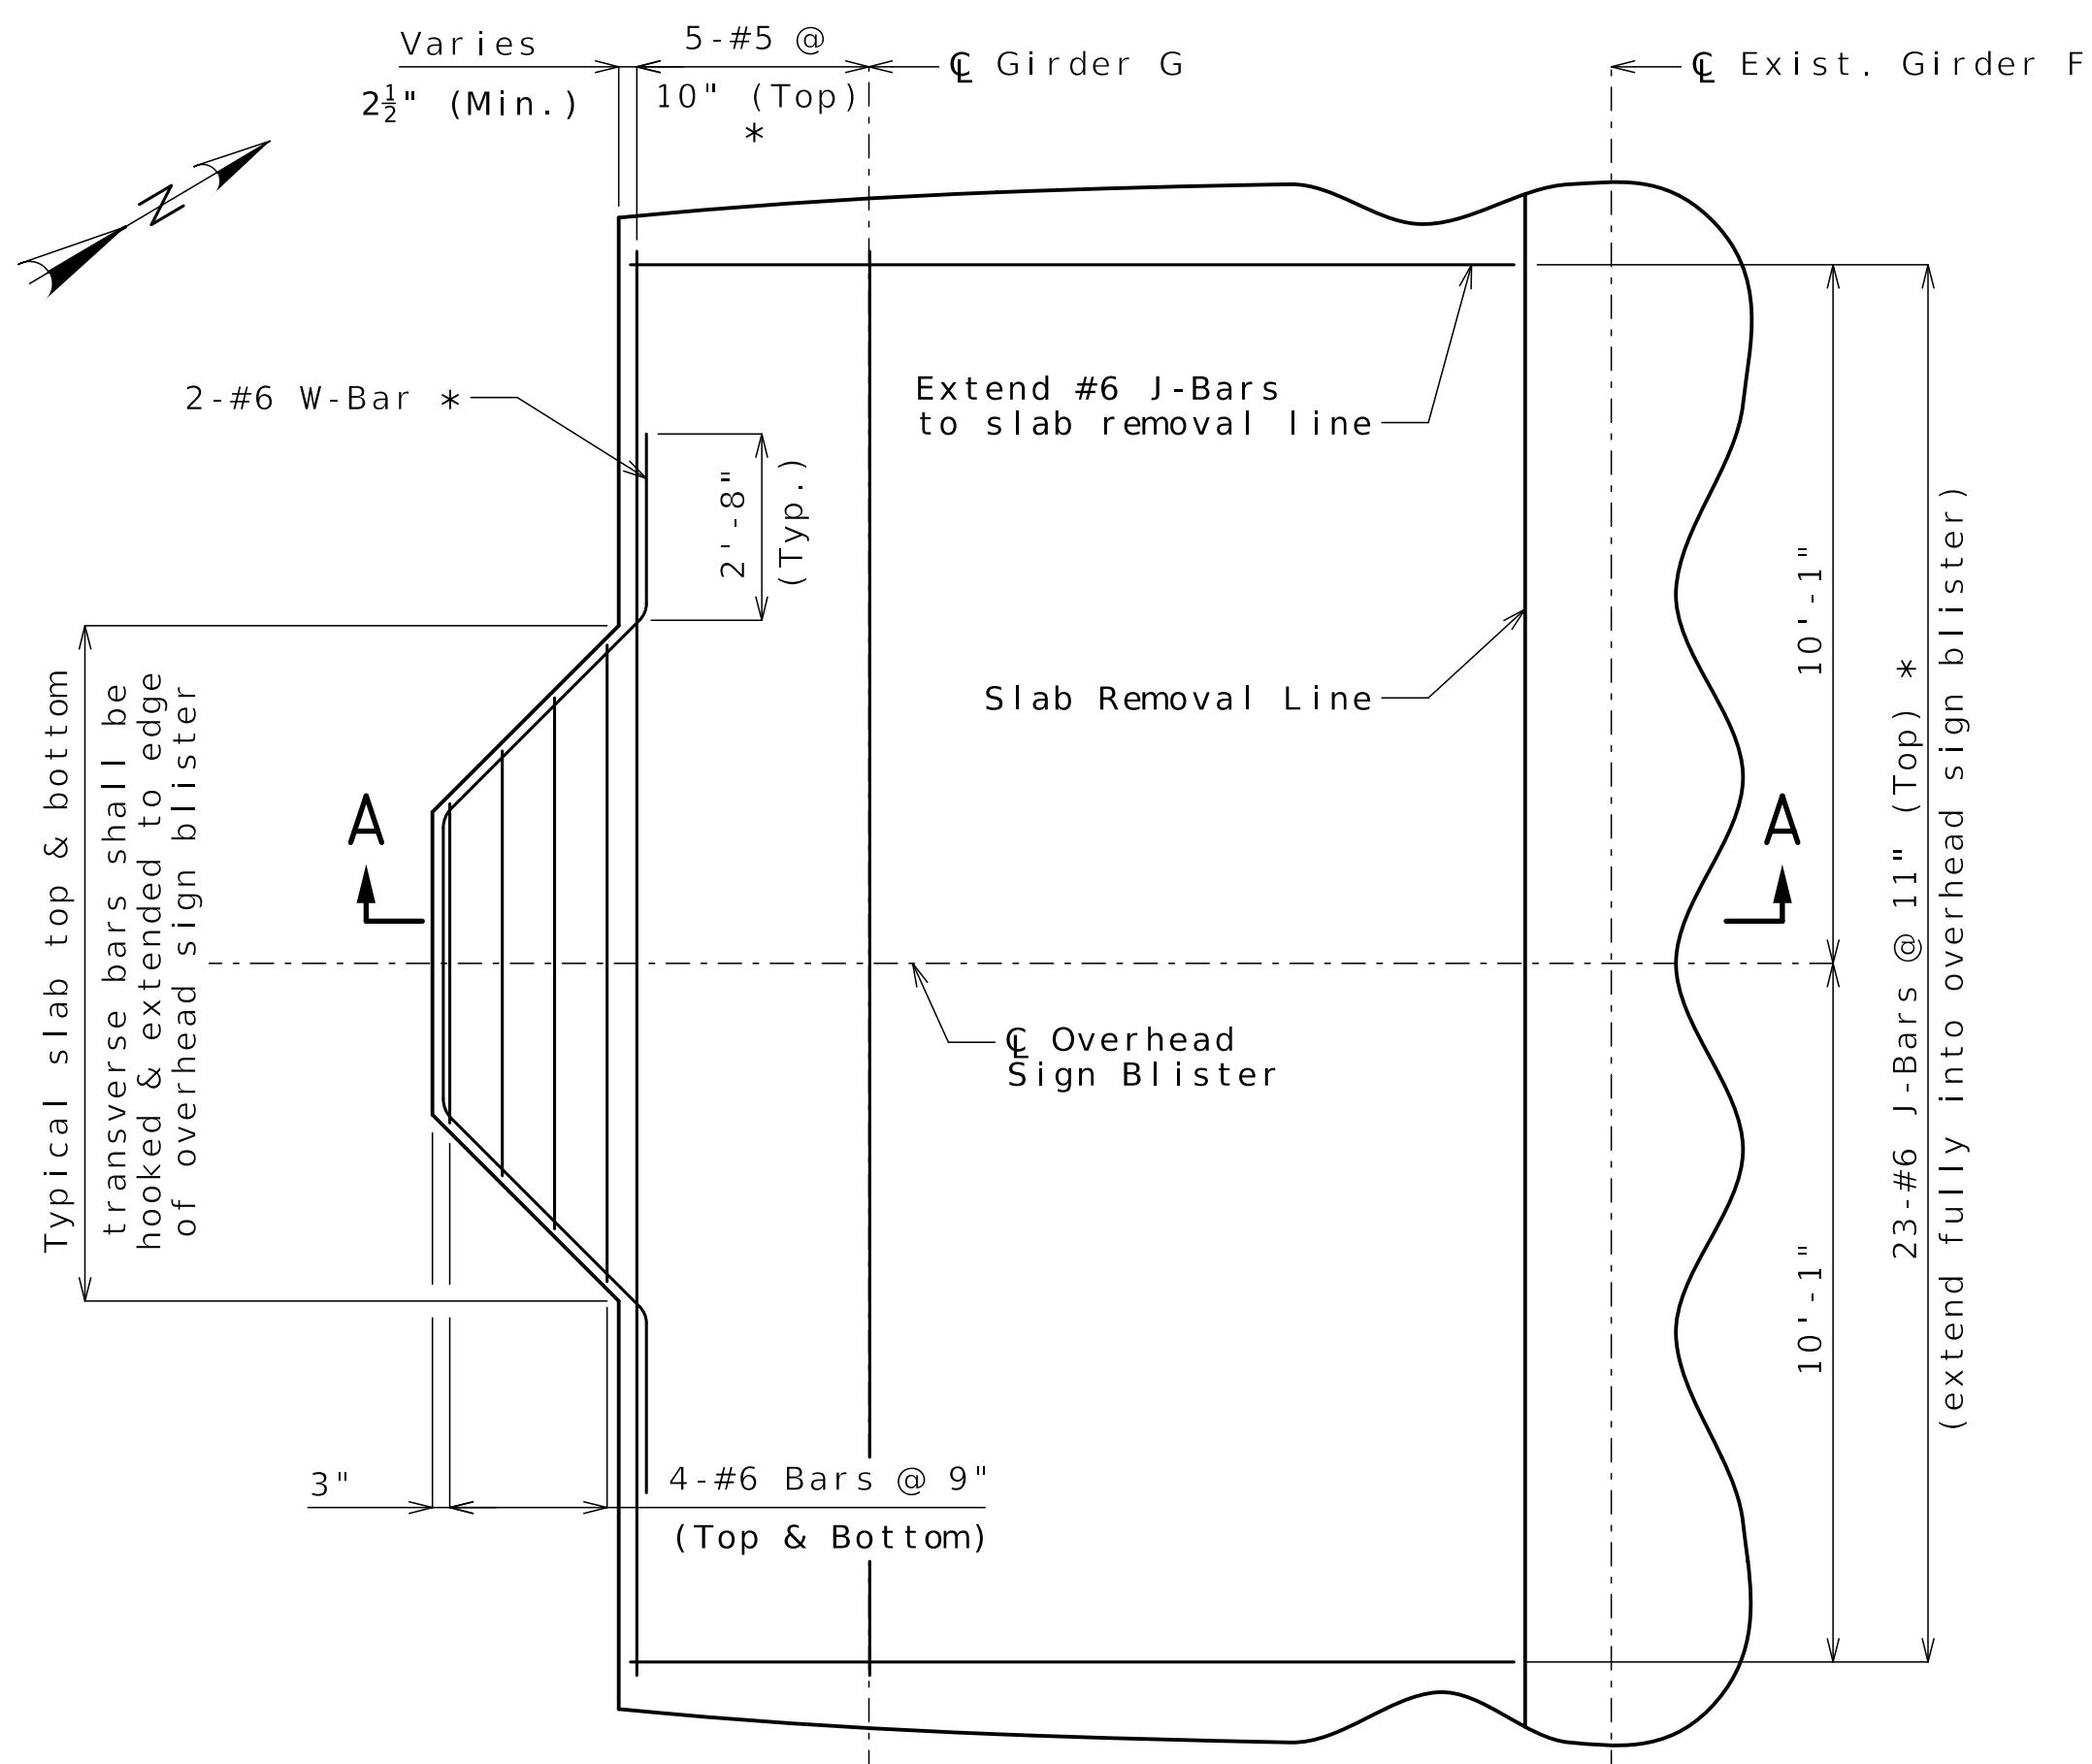 Varies
2½" (Min.)
5-#5 @
10" (Top)
*
℄ Girder G
℄ Exist. Girder F
N
2-#6 W-Bar *
Extend #6 J-Bars
to slab removal line
2'-8"
(Typ.)
Slab Removal Line
Typical slab top & bottom
transverse bars shall be
hooked & extended to edge
of overhead sign blister
A
A
10'-1"
10'-1"
23-#6 J-Bars @ 11" (Top) *
(extend fully into overhead sign blister)
℄ Overhead
Sign Blister
3"
4-#6 Bars @ 9"
(Top & Bottom)